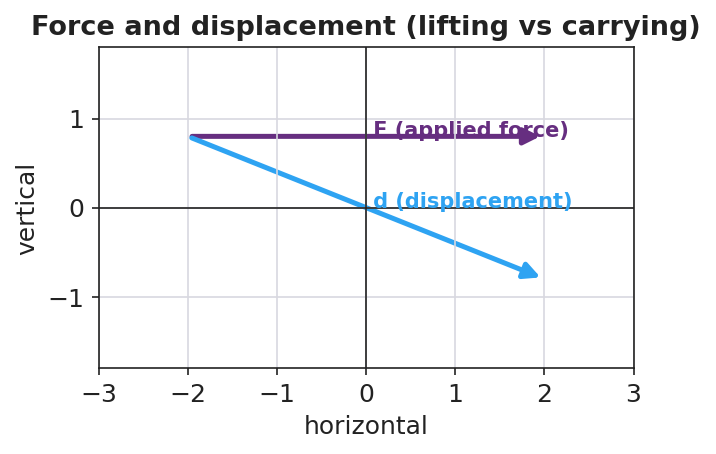 Force and displacement (lifting vs carrying)
F (applied force)
d (displacement)
vertical
1
0
−1
−3
−2
−1
0
1
2
3
horizontal